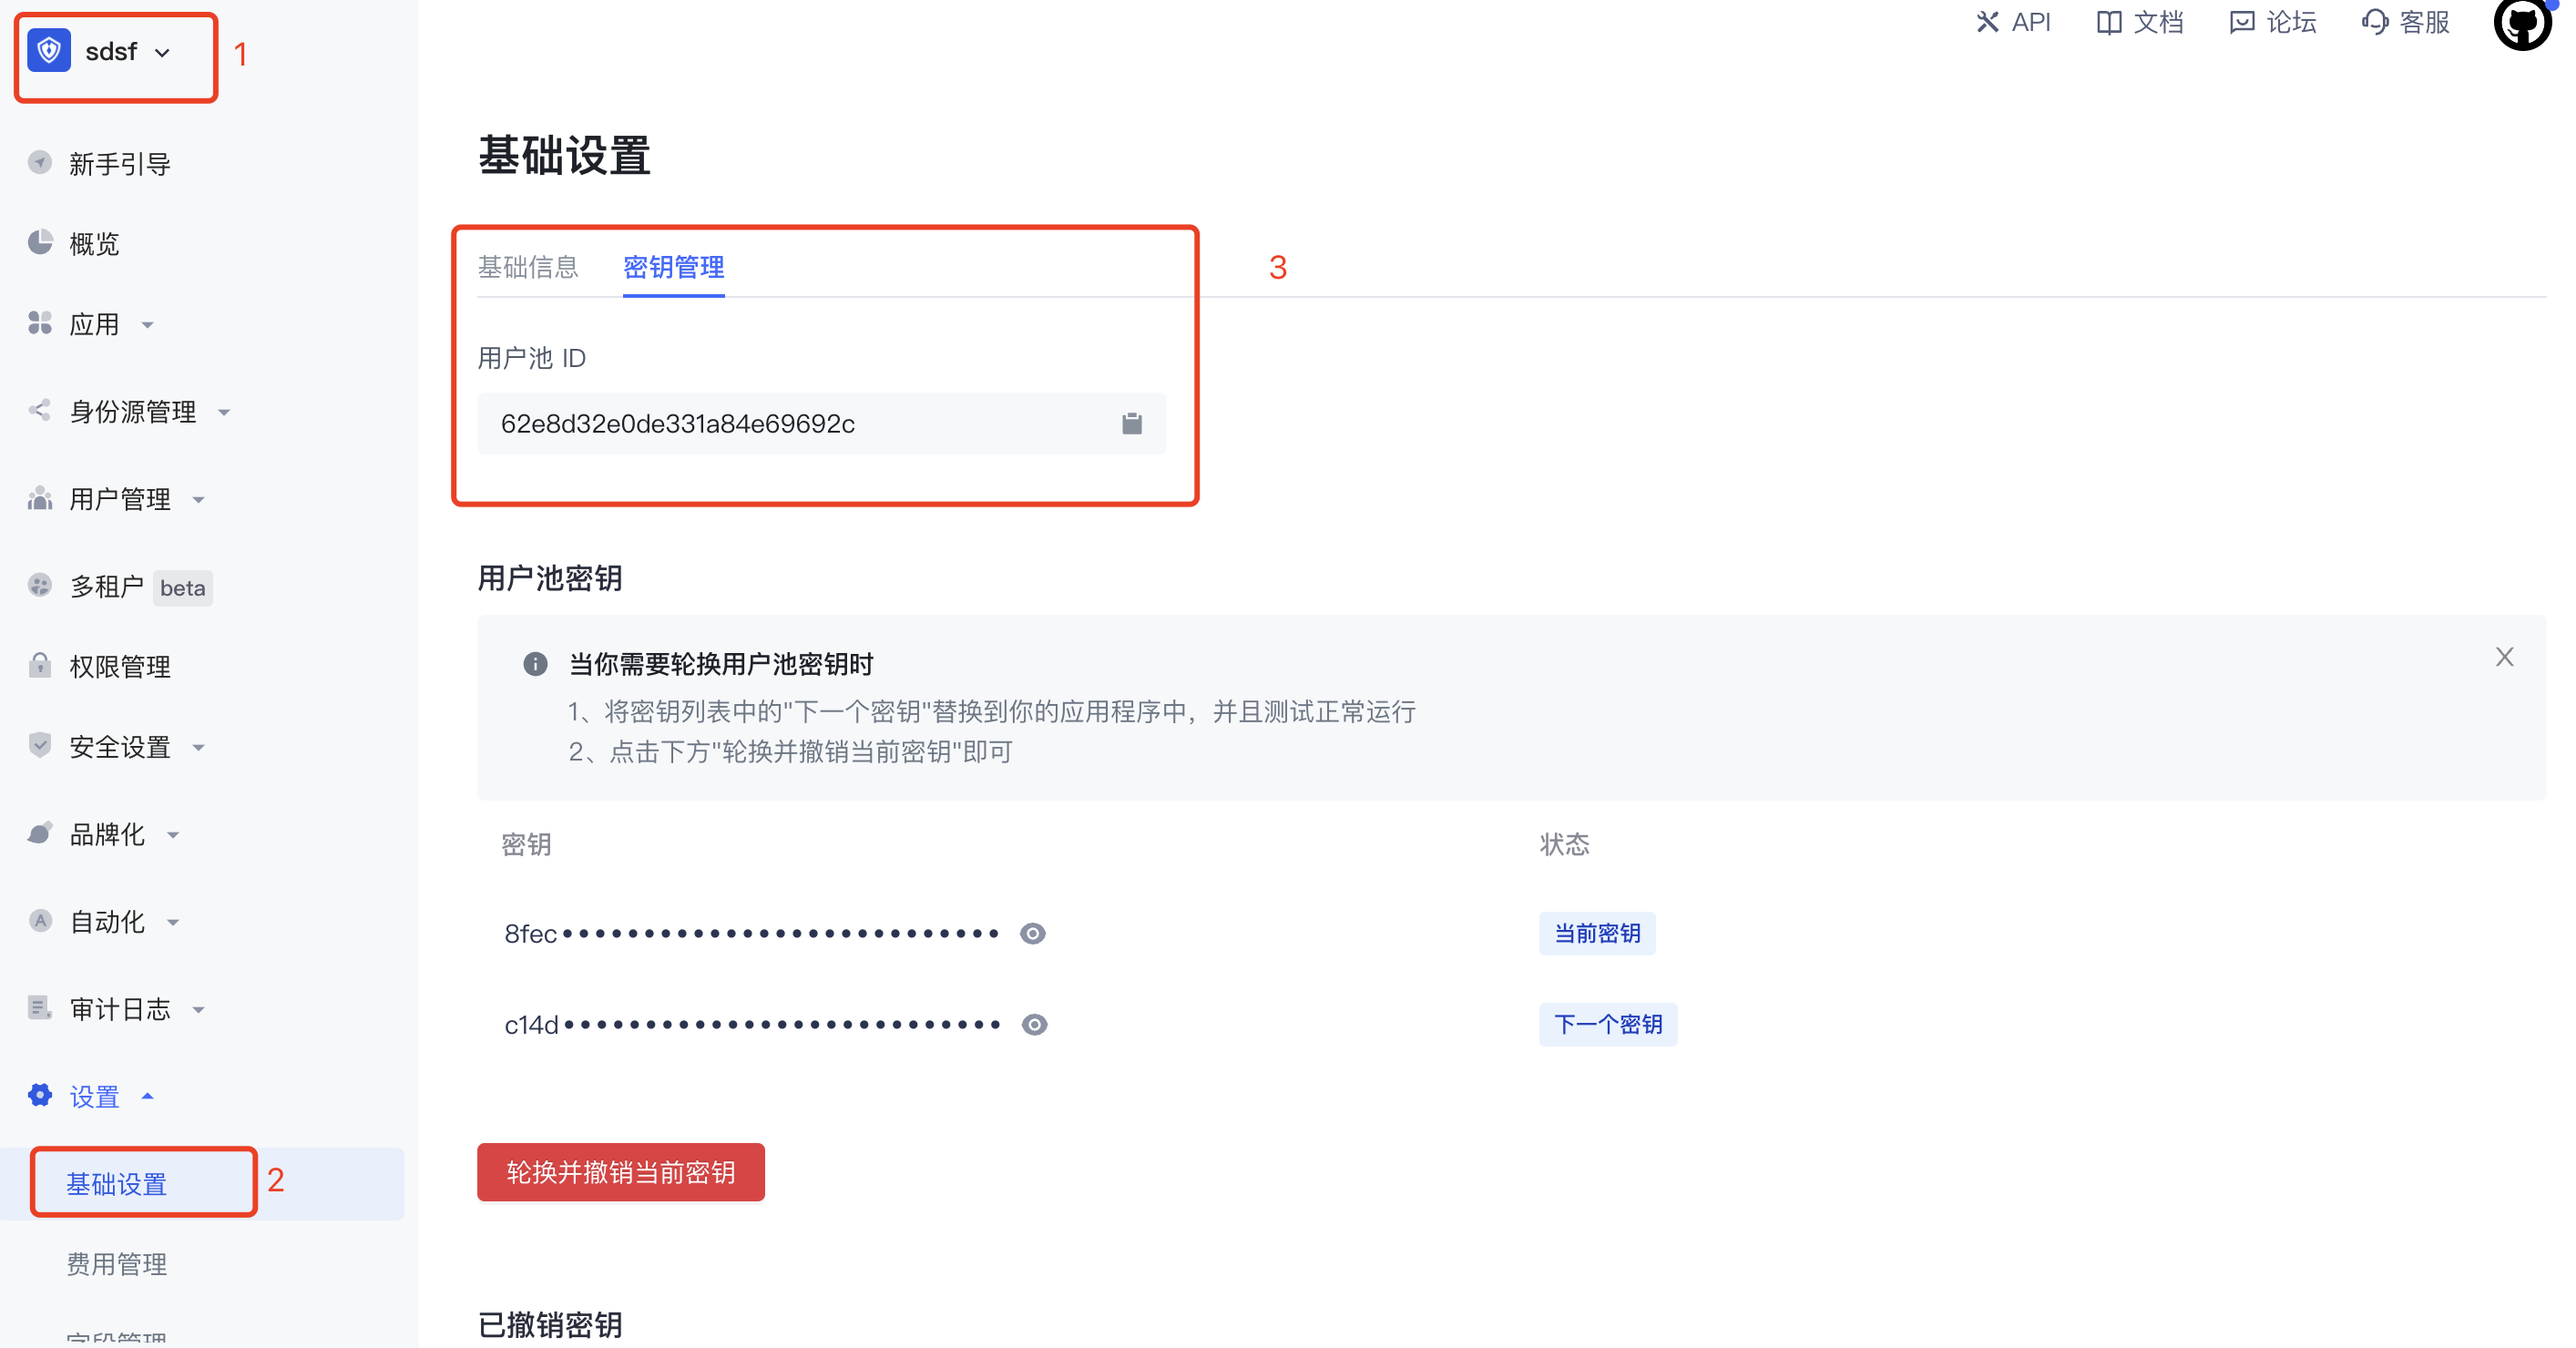 sdsf
1
API
文档
论坛
客服
新手引导
概览
应用
身份源管理
用户管理
多租户 beta
权限管理
安全设置
品牌化
自动化
审计日志
设置
基础设置
2
费用管理
字段管理
基础设置
基础信息
密钥管理
3
用户池 ID
62e8d32e0de331a84e69692c
用户池密钥
当你需要轮换用户池密钥时
1、将密钥列表中的"下一个密钥"替换到你的应用程序中，并且测试正常运行
2、点击下方"轮换并撤销当前密钥"即可
密钥
状态
8fec••••••••••••••••••••••••••• 当前密钥
c14d••••••••••••••••••••••••••• 下一个密钥
轮换并撤销当前密钥
已撤销密钥